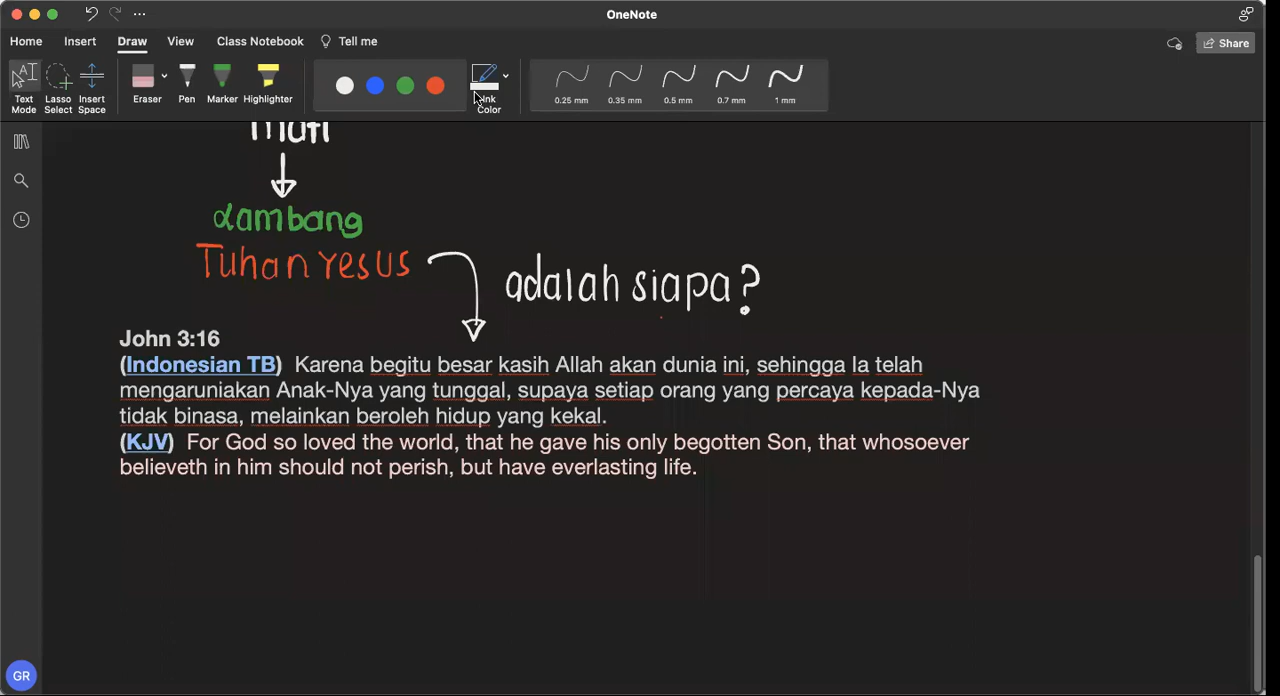 OneNote
Home Insert Draw View Class Notebook Tell me
Share
Text Mode
Lasso Select
Insert Space
Eraser
Pen
Marker
Highlighter
Ink Color
0.25 mm
0.35 mm
0.5 mm
0.7 mm
1 mm
mati
Lambang
Tuhan Yesus
adalah siapa?
John 3:16
(Indonesian TB) Karena begitu besar kasih Allah akan dunia ini, sehingga Ia telah
mengaruniakan Anak-Nya yang tunggal, supaya setiap orang yang percaya kepada-Nya
tidak binasa, melainkan beroleh hidup yang kekal.
(KJV) For God so loved the world, that he gave his only begotten Son, that whosoever
believeth in him should not perish, but have everlasting life.
GR